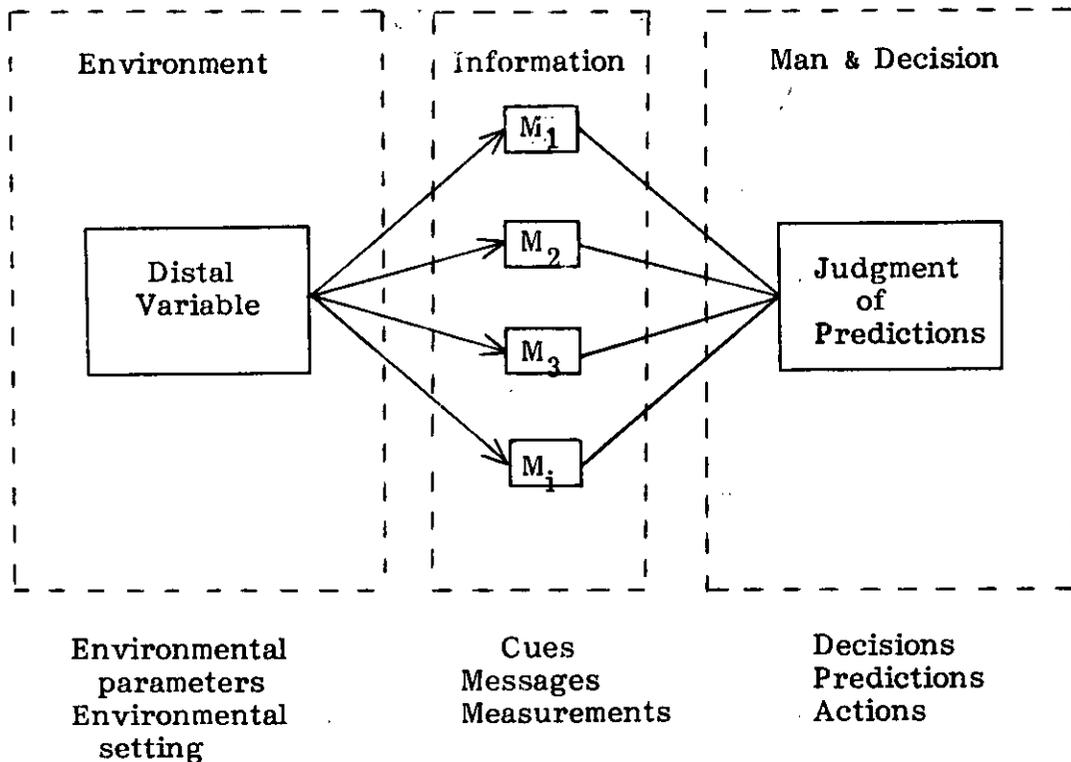 Environment
Information
Man & Decision
M1
M2
M3
Mi
Distal
Variable
Judgment
of
Predictions
Environmental
parameters
Environmental
setting
Cues
Messages
Measurements
Decisions
Predictions
Actions